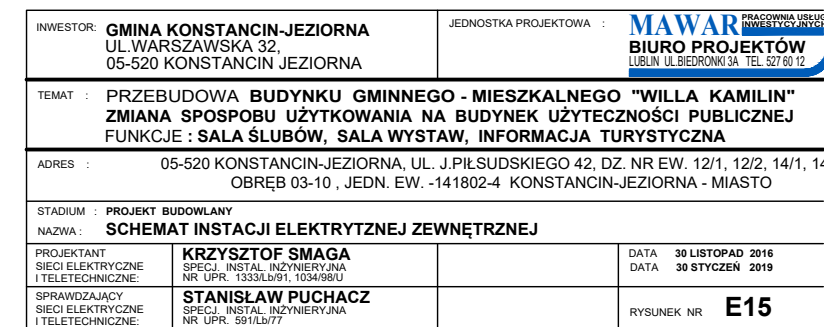 INWESTOR: GMINA KONSTANCIN-JEZIORNA
UL.WARSZAWSKA 32,
05-520 KONSTANCIN JEZIORNA
JEDNOSTKA PROJEKTOWA :
MAWAR PRACOWNIA USŁUG INWESTYCYJNYCH
BIURO PROJEKTÓW
LUBLIN UL.BIEDRONKI 3A TEL. 527 60 12
TEMAT : PRZEBUDOWA BUDYNKU GMINNEGO - MIESZKALNEGO "WILLA KAMILIN"
ZMIANA SPOSPOBU UŻYTKOWANIA NA BUDYNEK UŻYTECZNOŚCI PUBLICZNEJ
FUNKCJE : SALA ŚLUBÓW, SALA WYSTAW, INFORMACJA TURYSTYCZNA
ADRES : 05-520 KONSTANCIN-JEZIORNA, UL. J.PIŁSUDSKIEGO 42, DZ. NR EW. 12/1, 12/2, 14/1,
OBRĘB 03-10 , JEDN. EW. -141802-4 KONSTANCIN-JEZIORNA - MIASTO
STADIUM : PROJEKT BUDOWLANY
NAZWA : SCHEMAT INSTACJI ELEKTRYTZNEJ ZEWNĘTRZNEJ
PROJEKTANT
SIECI ELEKTRYCZNE
I TELETECHNICZNE:
KRZYSZTOF SMAGA
SPECJ. INSTAL. INŻYNIERYJNA
NR UPR. 1333/Lb/91, 1034/98/U
DATA 30 LISTOPAD 2016
DATA 30 STYCZEŃ 2019
SPRAWDZAJĄCY
SIECI ELEKTRYCZNE
I TELETECHNICZNE:
STANISŁAW PUCHACZ
SPECJ. INSTAL. INŻYNIERYJNA
NR UPR. 591/Lb/77
RYSUNEK NR E15